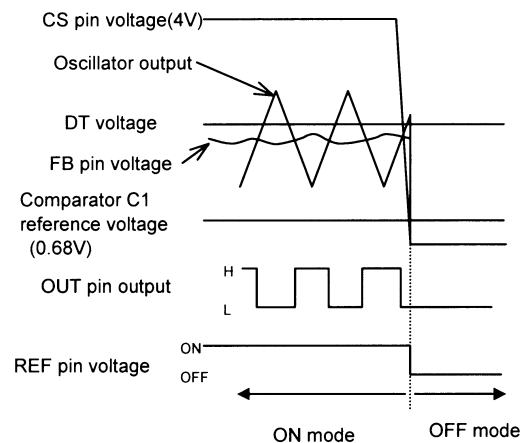 CS pin voltage(4V)
Oscillator output
DT voltage
FB pin voltage
Comparator C1
reference voltage
(0.68V)
H
OUT pin output
L
ON
REF pin voltage
OFF
ON mode
OFF mode